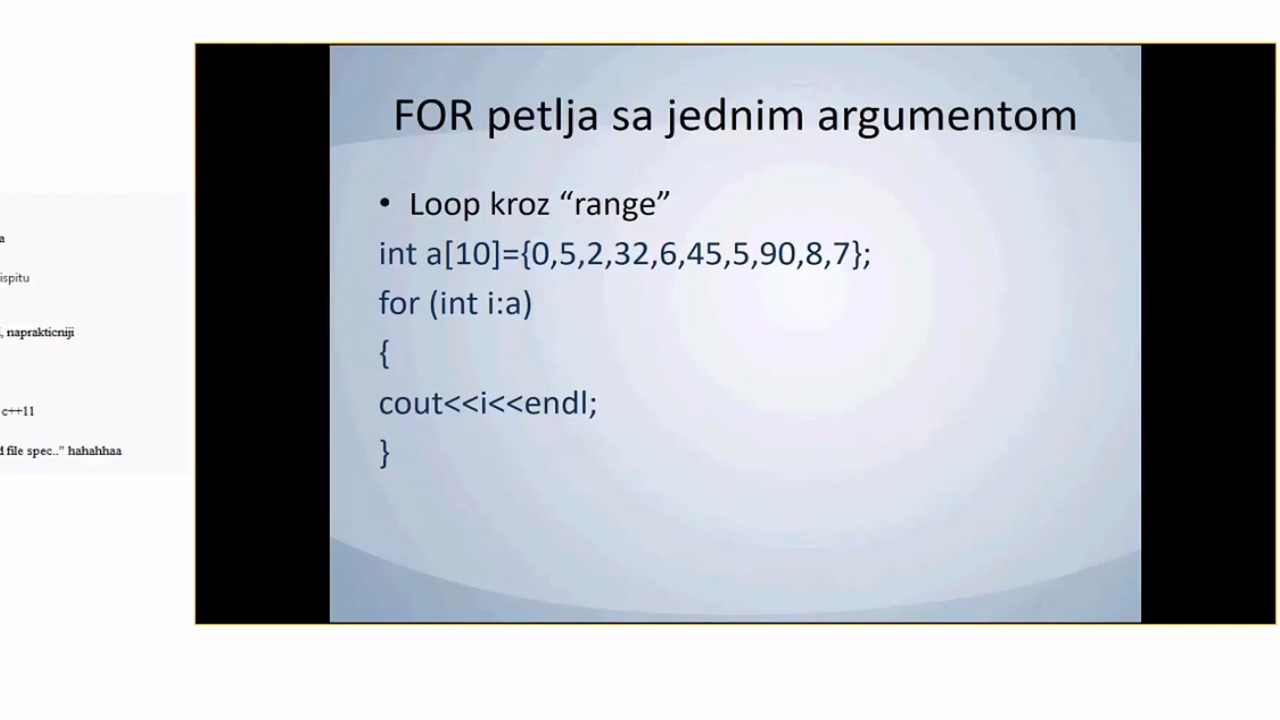 FOR petlja sa jednim argumentom
• Loop kroz “range”
int a[10]={0,5,2,32,6,45,5,90,8,7};
for (int i:a)
{
cout<<i<<endl;
}
a
ispitu
, naprakticniji
c++11
file spec.." hahahhaa